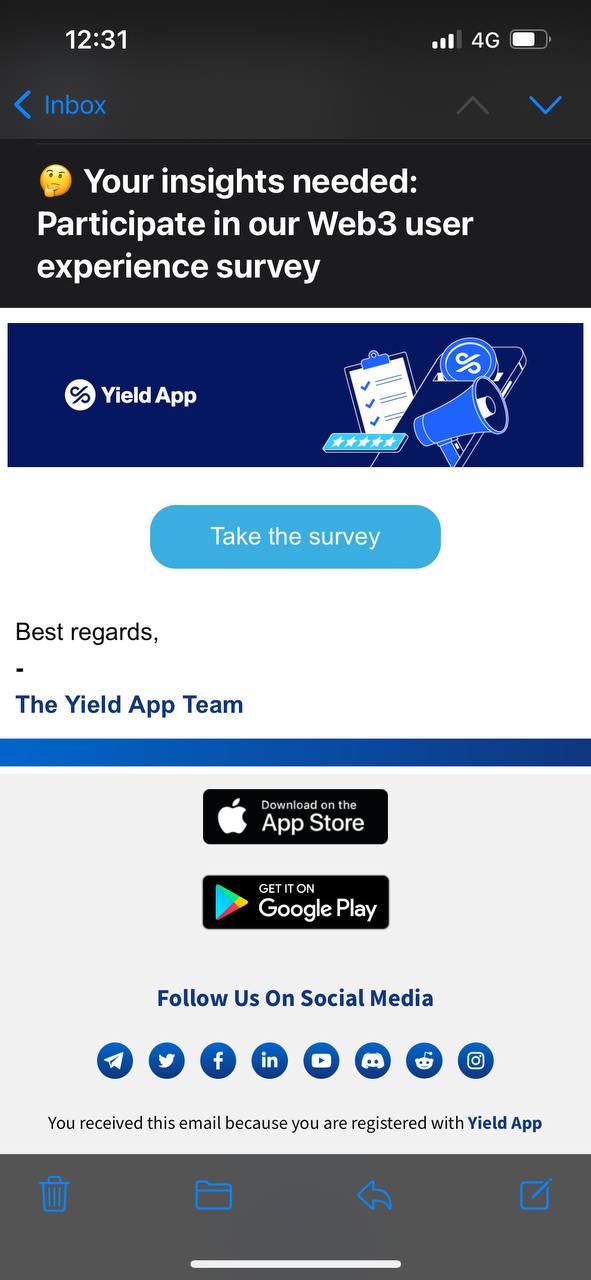 12:31
4G
Inbox
🤔 Your insights needed:
Participate in our Web3 user
experience survey
Yield App
Take the survey
Best regards,
-
The Yield App Team
Download on the
App Store
GET IT ON
Google Play
Follow Us On Social Media
You received this email because you are registered with Yield App